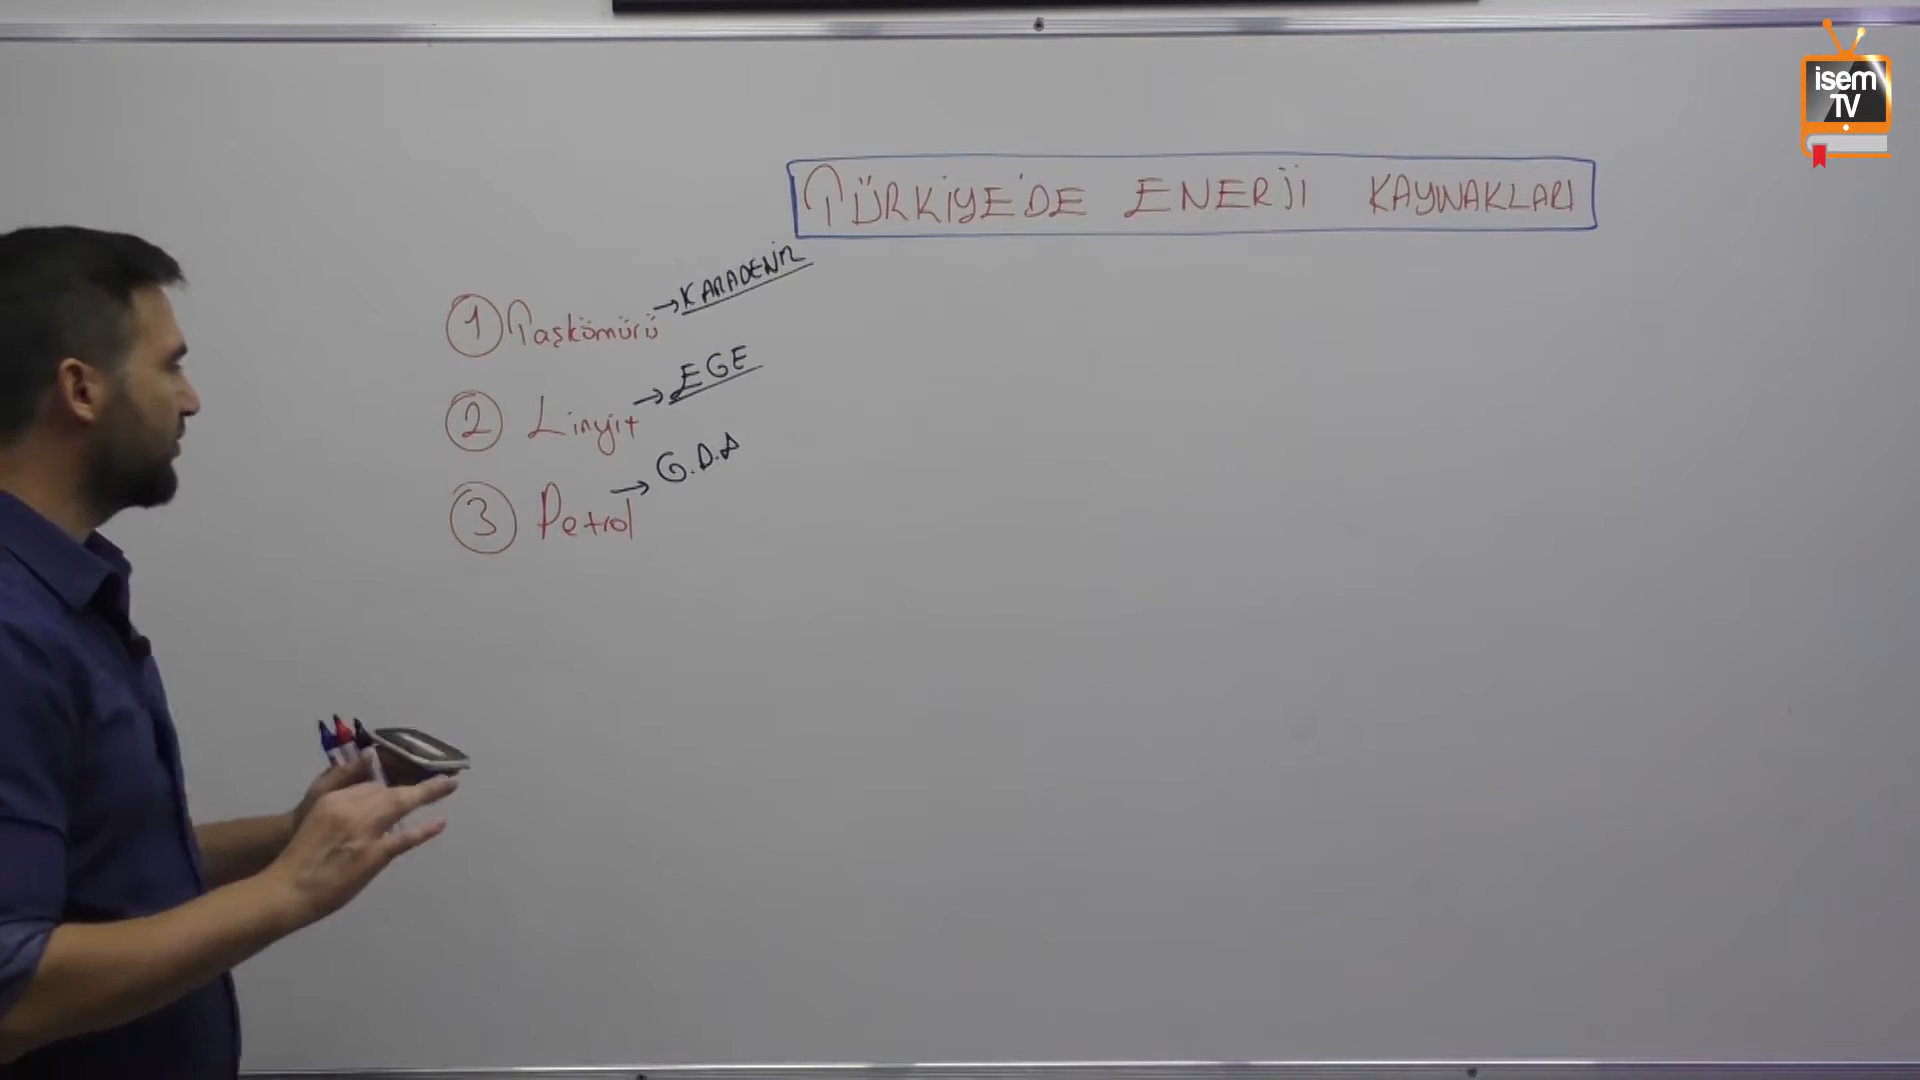 isem
TV
TÜRKİYE'DE ENERJİ KAYNAKLARI
1 Taşkömürü → KARADENİZ
2 Linyit → EGE
3 Petrol → G.D.A